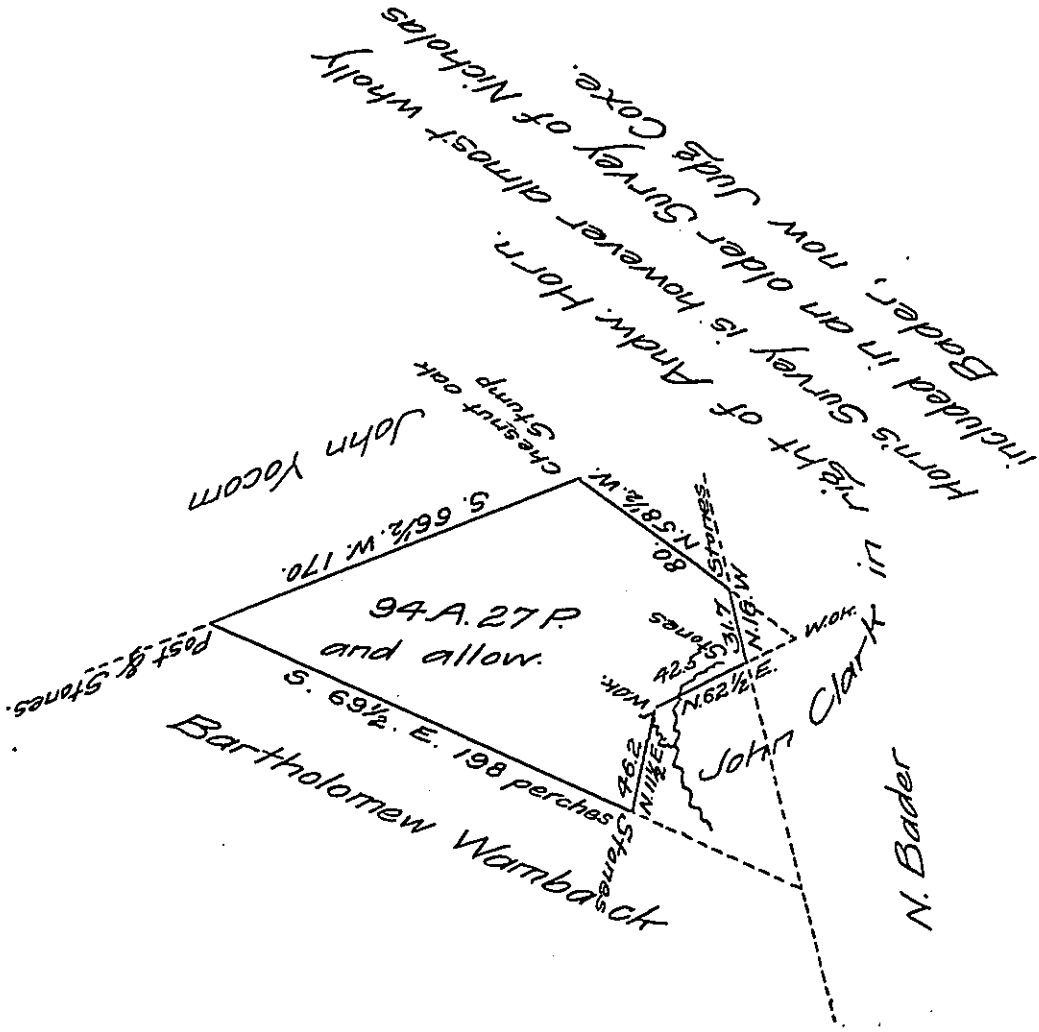 John Clark in right of Andw. Horn.
Horn's Survey is however almost wholly
included in an older Survey of Nicholas
Bader, now Judg Coxe.
Chesnut oak
Stump
John Yocom
S. 66½. W. 170.
N. 58½. W.
80.
Stones
N. 16. W
31.7
W.ok.
Stones
42.5
N. 62½ E.
W.ok.
94 A. 27 P.
and allow.
46.2
N. 11½ E.
Stones
S. 69½. E. 198 perches
Post & Stones.
Bartholomew Wamback
N. Bader